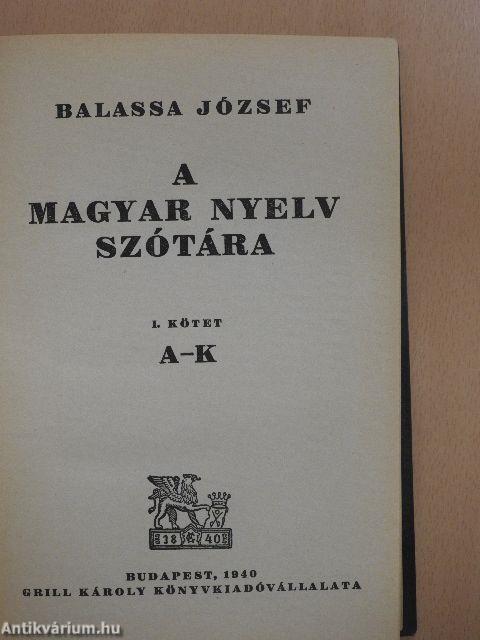 BALASSA JÓZSEF
A
MAGYAR NYELV
SZÓTÁRA
I. KÖTET
A–K
18 40
BUDAPEST, 1940
GRILL KÁROLY KÖNYVKIADÓVÁLLALATA
Antikvárium.hu